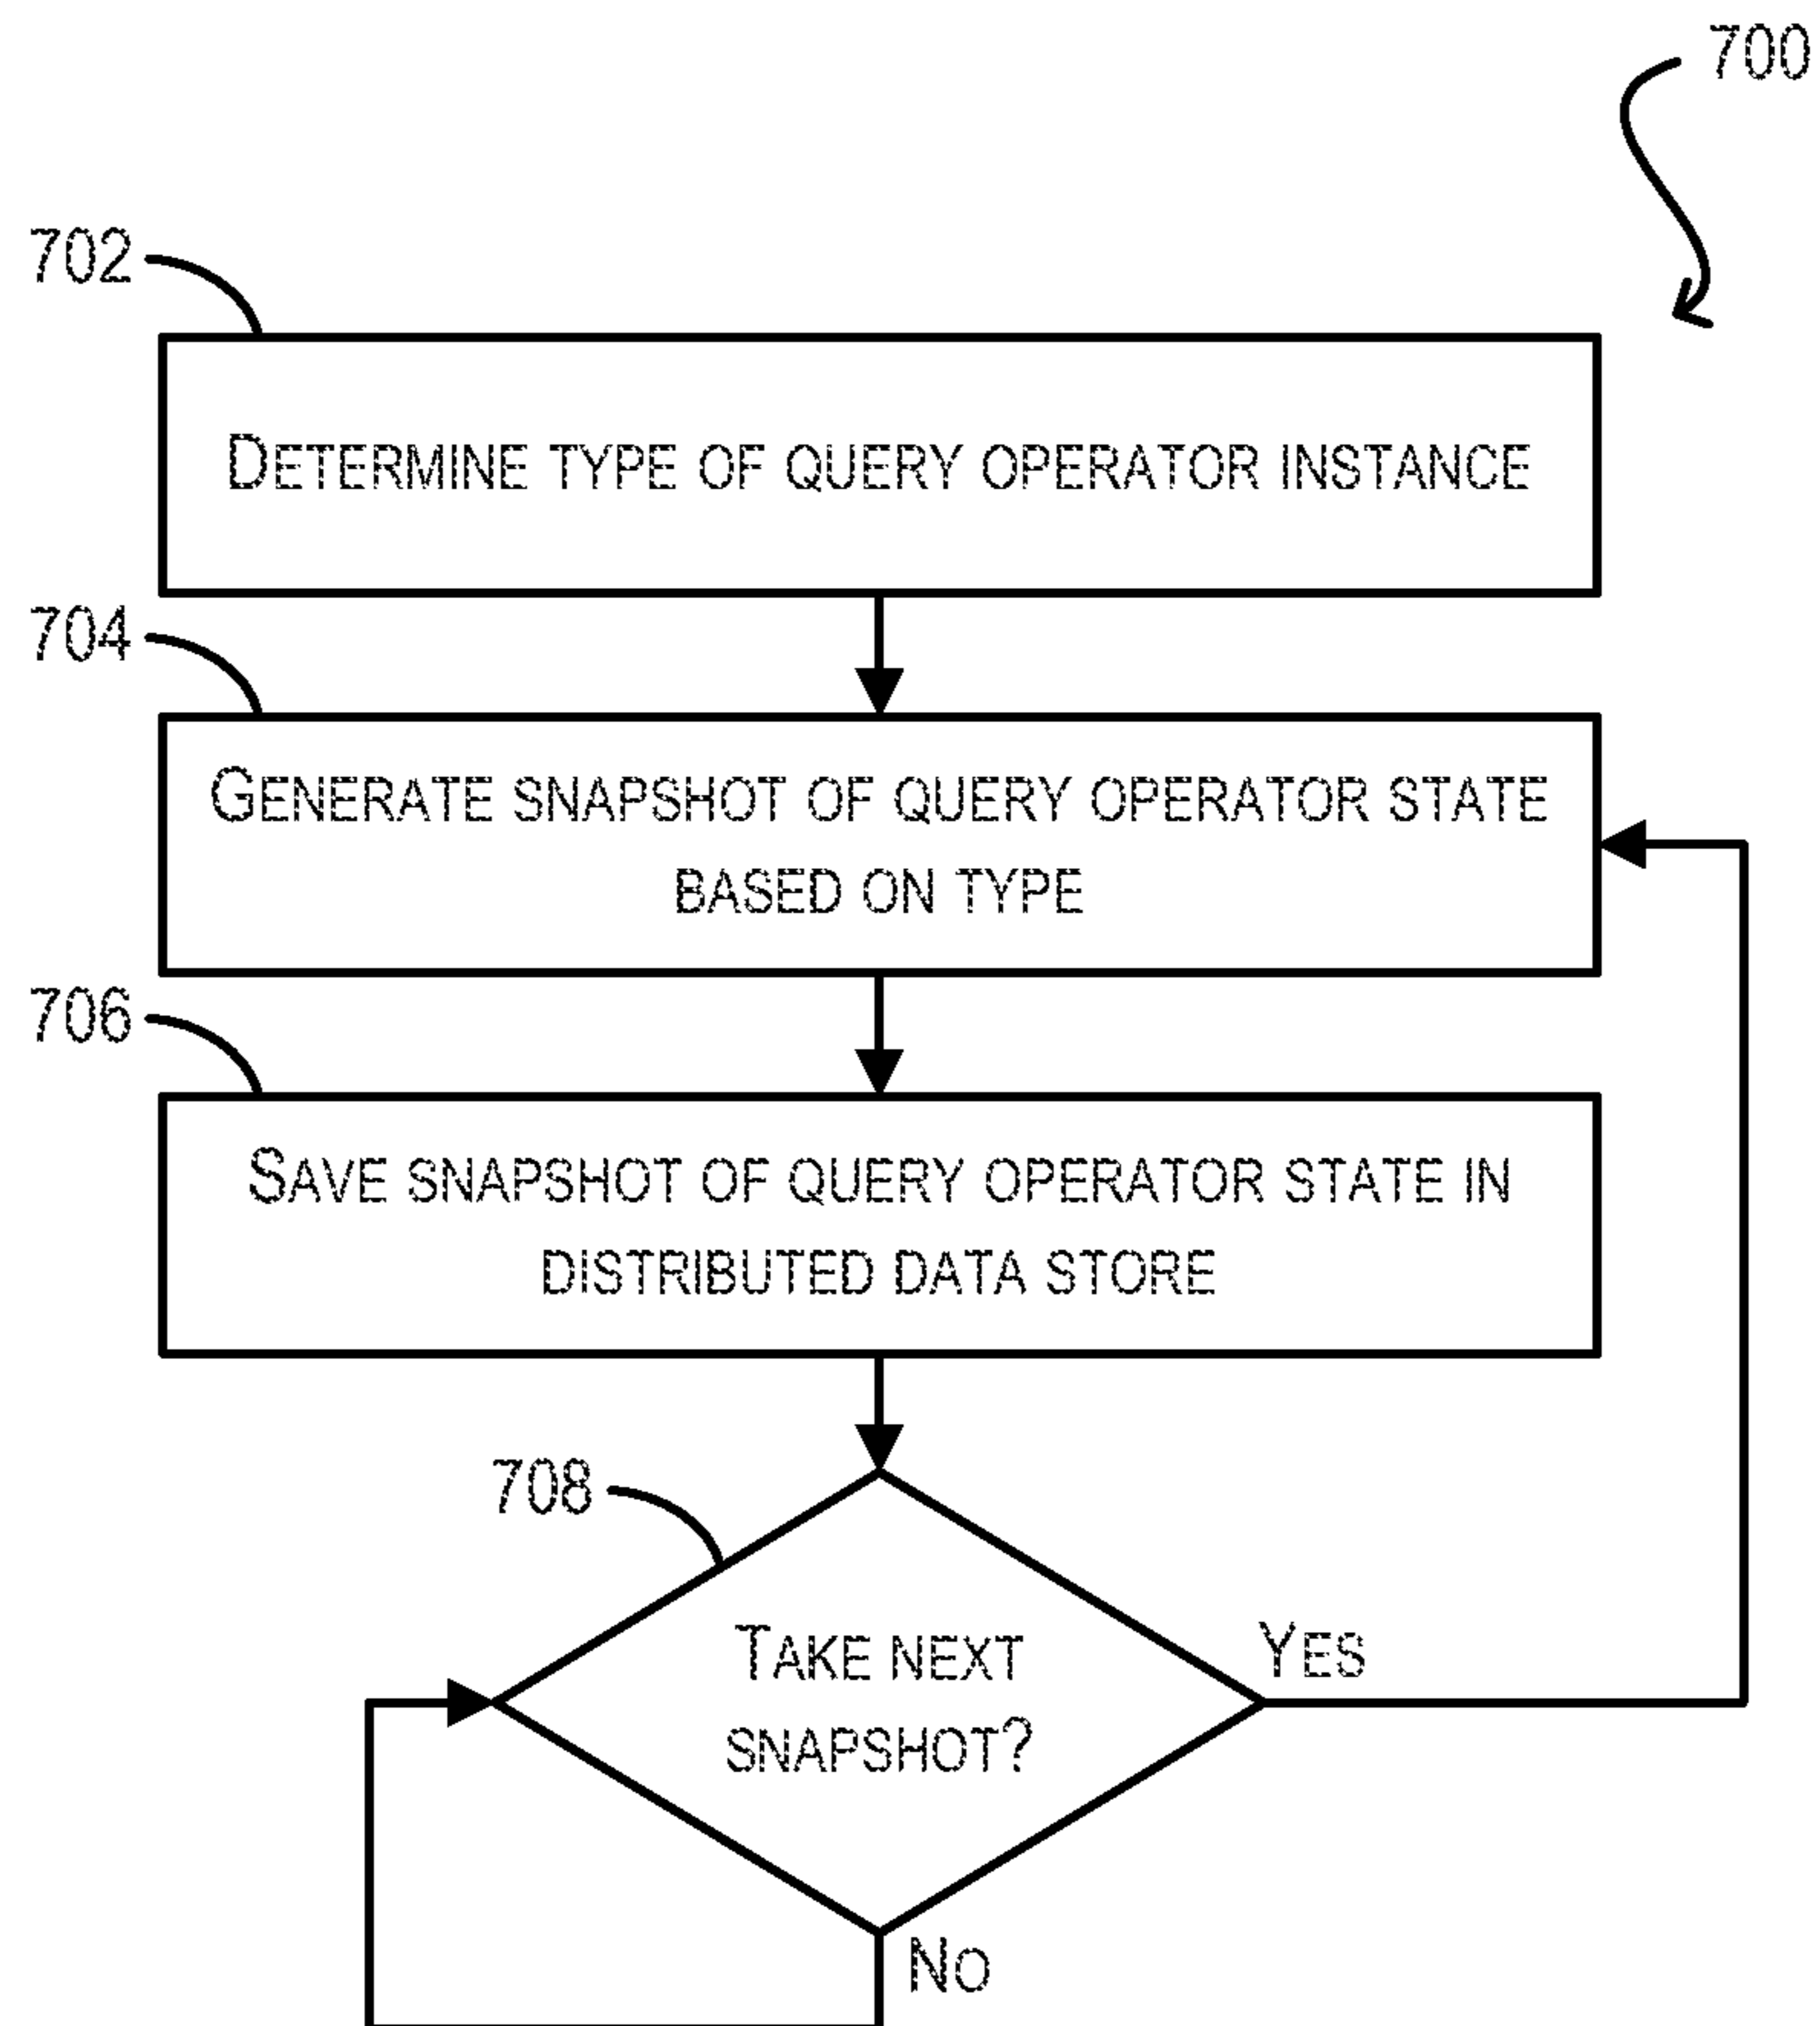 700
702
DETERMINE TYPE OF QUERY OPERATOR INSTANCE
704
GENERATE SNAPSHOT OF QUERY OPERATOR STATE
BASED ON TYPE
706
SAVE SNAPSHOT OF QUERY OPERATOR STATE IN
DISTRIBUTED DATA STORE
708
TAKE NEXT
SNAPSHOT?
YES
NO